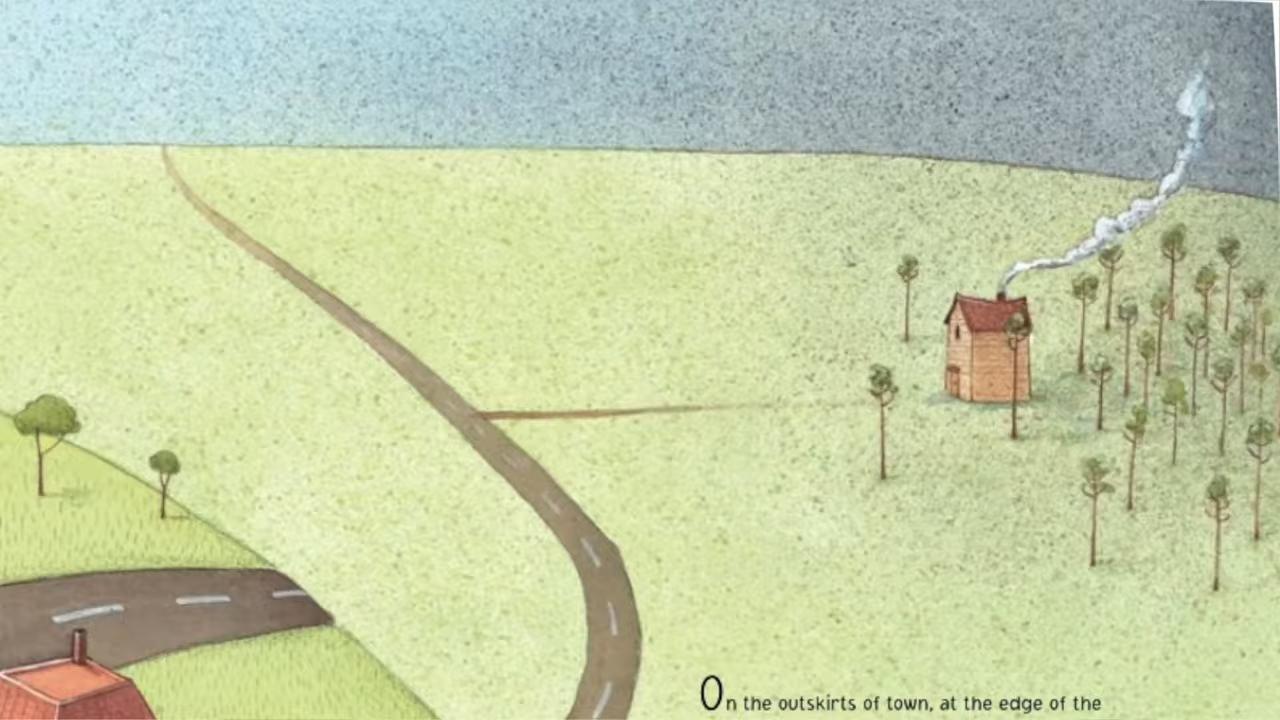 On the outskirts of town, at the edge of the